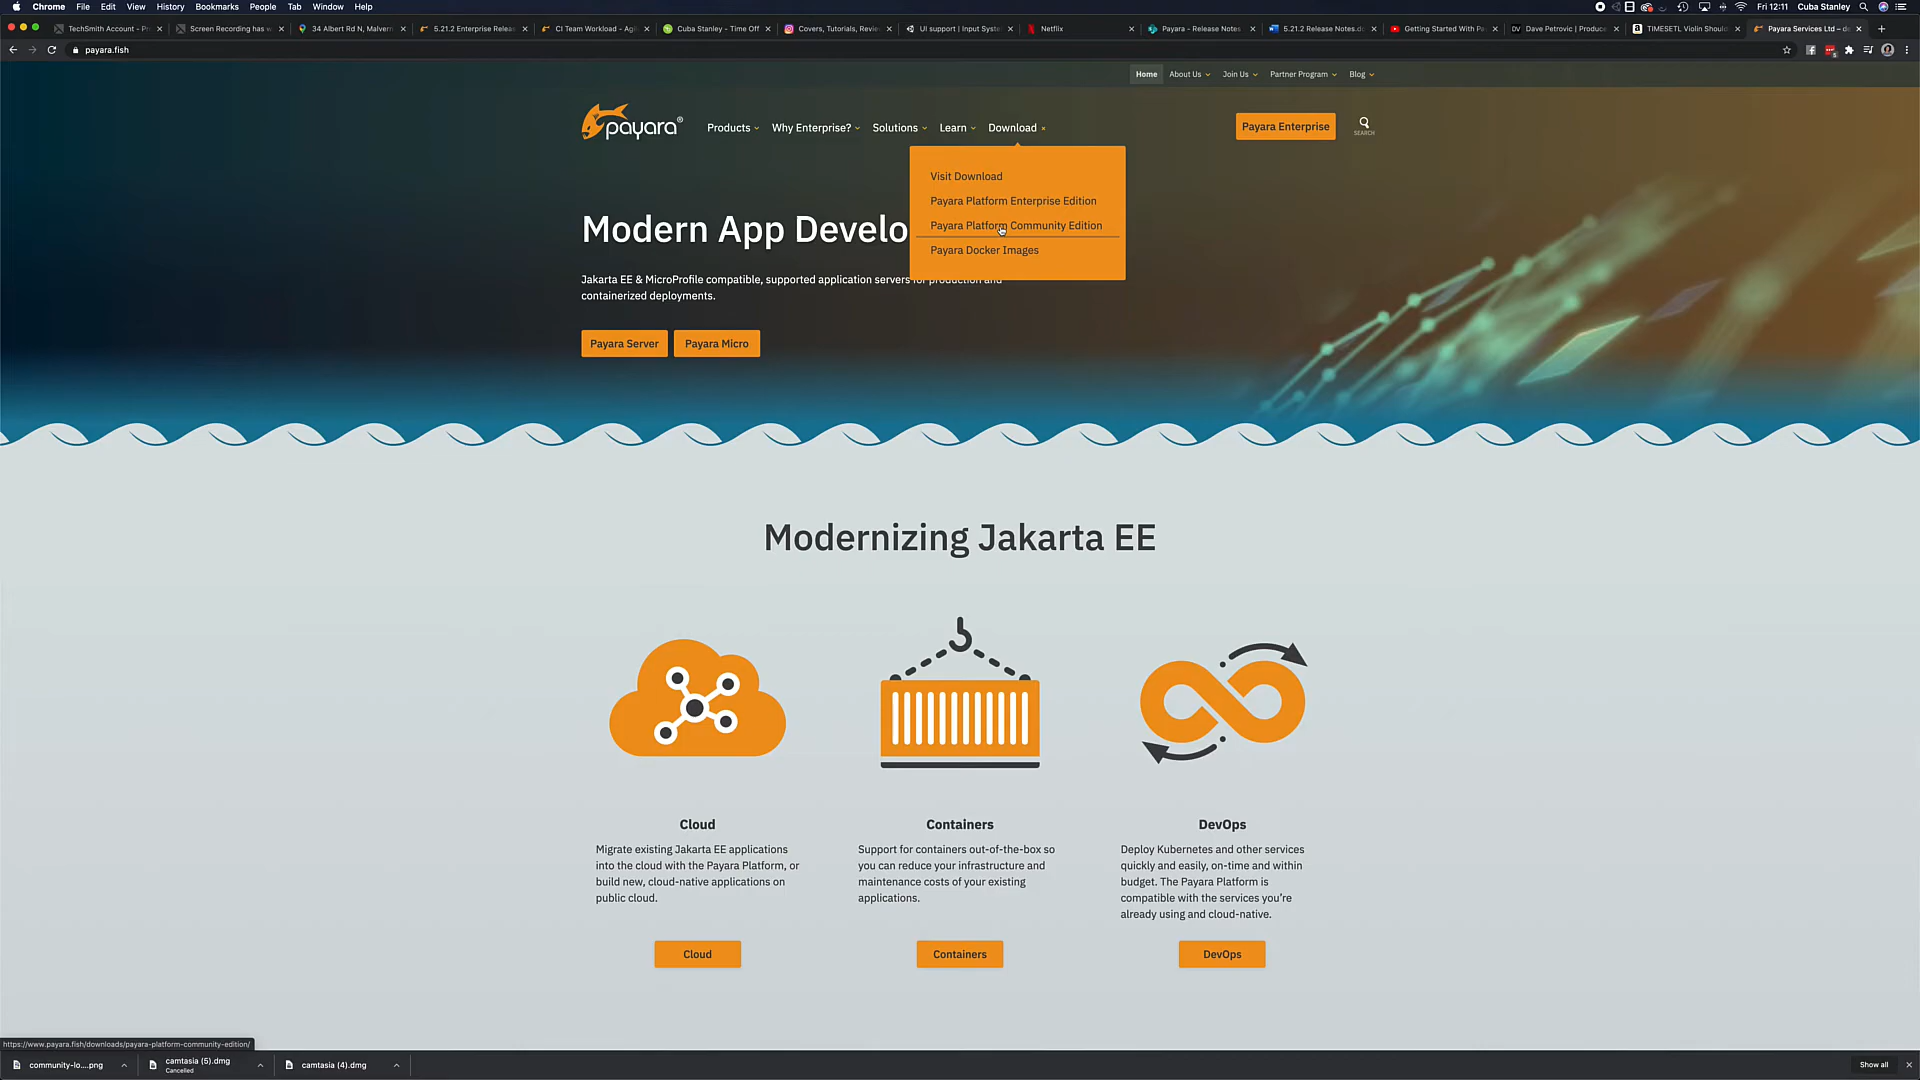 Chrome File Edit View History Bookmarks People Tab Window Help
Fri 12:11 Cuba Stanley
TechSmith Account - Pr
Screen Recording has w
34 Albert Rd N, Malvern
5.21.2 Enterprise Releas
CI Team Workload - Agil
Cuba Stanley - Time Off
Covers, Tutorials, Review
UI support | Input Syste
Netflix
Payara - Release Notes
5.21.2 Release Notes.do
Getting Started With Pa
Dave Petrovic | Produce
TIMESETL Violin Should
Payara Services Ltd – de
payara.fish
Home About Us Join Us Partner Program Blog
payara®
Products Why Enterprise? Solutions Learn Download
Payara Enterprise
SEARCH
Visit Download
Payara Platform Enterprise Edition
Payara Platform Community Edition
Payara Docker Images
Modern App Develo
Jakarta EE & MicroProfile compatible, supported application servers for production and
containerized deployments.
Payara Server Payara Micro
Modernizing Jakarta EE
Cloud
Migrate existing Jakarta EE applications
into the cloud with the Payara Platform, or
build new, cloud-native applications on
public cloud.
Cloud
Containers
Support for containers out-of-the-box so
you can reduce your infrastructure and
maintenance costs of your existing
applications.
Containers
DevOps
Deploy Kubernetes and other services
quickly and easily, on-time and within
budget. The Payara Platform is
compatible with the services you're
already using and cloud-native.
DevOps
https://www.payara.fish/downloads/payara-platform-community-edition/
community-lo....png
camtasia (5).dmg
Cancelled
camtasia (4).dmg
Show all